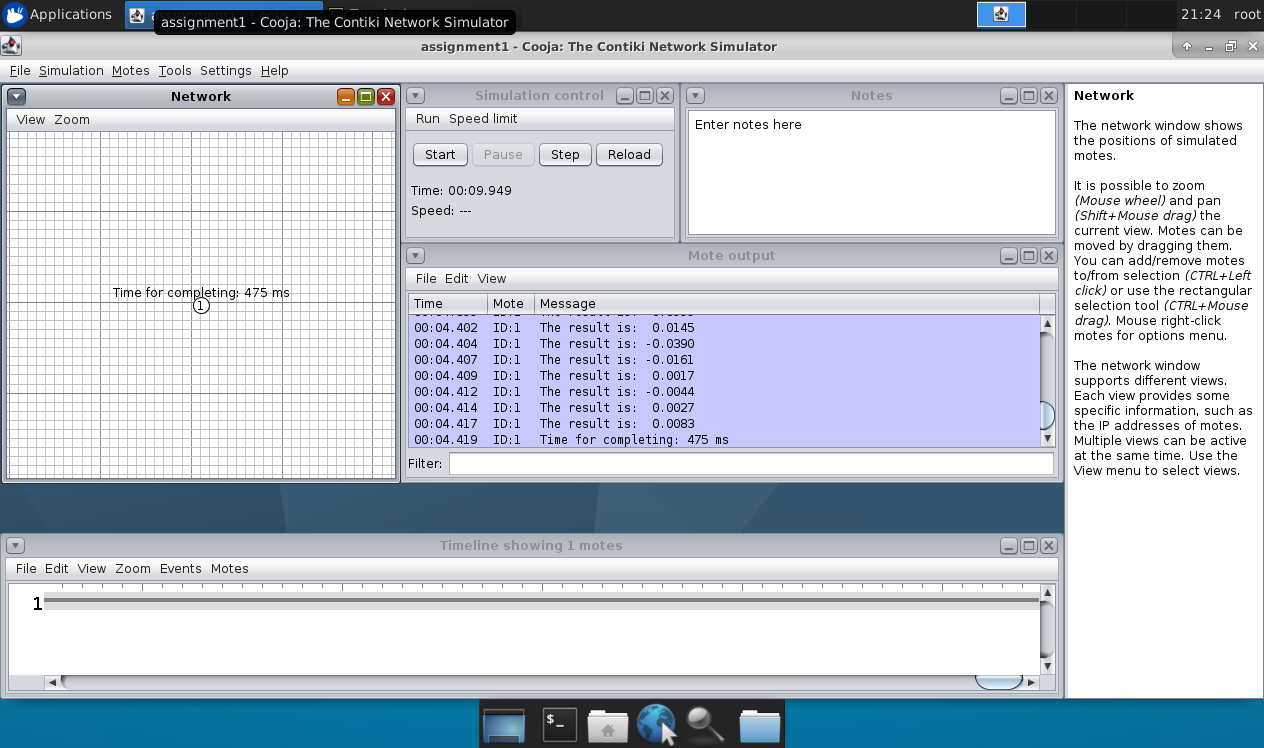 Applications
21:24 root
assignment1 - Cooja: The Contiki Network Simulator
assignment1 - Cooja: The Contiki Network Simulator
File Simulation Motes Tools Settings Help
Network
View Zoom
Time for completing: 475 ms
1
Simulation control
Run Speed limit
Start Pause Step Reload
Time: 00:09.949
Speed: ---
Notes
Enter notes here
Mote output
File Edit View
Time Mote Message
00:04.402 ID:1 The result is: 0.0145
00:04.404 ID:1 The result is: -0.0390
00:04.407 ID:1 The result is: -0.0161
00:04.409 ID:1 The result is: 0.0017
00:04.412 ID:1 The result is: -0.0044
00:04.414 ID:1 The result is: 0.0027
00:04.417 ID:1 The result is: 0.0083
00:04.419 ID:1 Time for completing: 475 ms
Filter:
Network
The network window shows
the positions of simulated
motes.
It is possible to zoom
(Mouse wheel) and pan
(Shift+Mouse drag) the
current view. Motes can be
moved by dragging them.
You can add/remove motes
to/from selection (CTRL+Left
click) or use the rectangular
selection tool (CTRL+Mouse
drag). Mouse right-click
motes for options menu.
The network window
supports different views.
Each view provides some
specific information, such as
the IP addresses of motes.
Multiple views can be active
at the same time. Use the
View menu to select views.
Timeline showing 1 motes
File Edit View Zoom Events Motes
1
$_